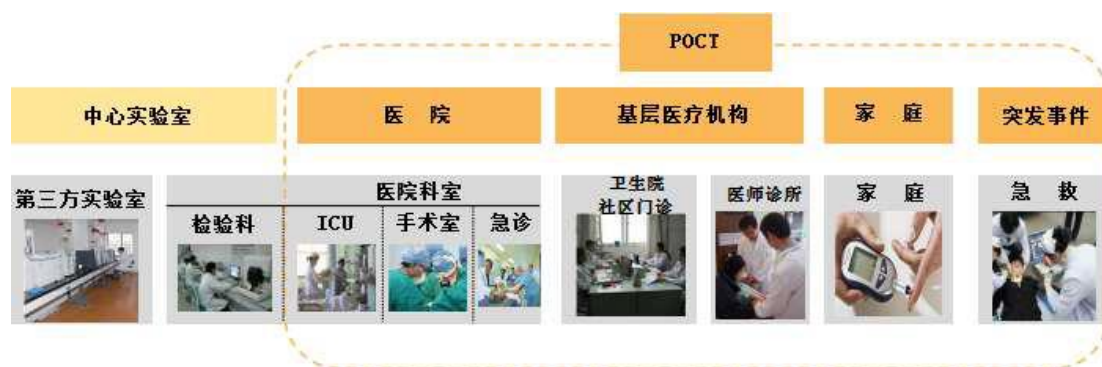 POCT
中心实验室
医 院
基层医疗机构
家 庭
突发事件
第三方实验室
医院科室
检验科
ICU
手术室
急诊
卫生院
社区门诊
医师诊所
家 庭
急 救